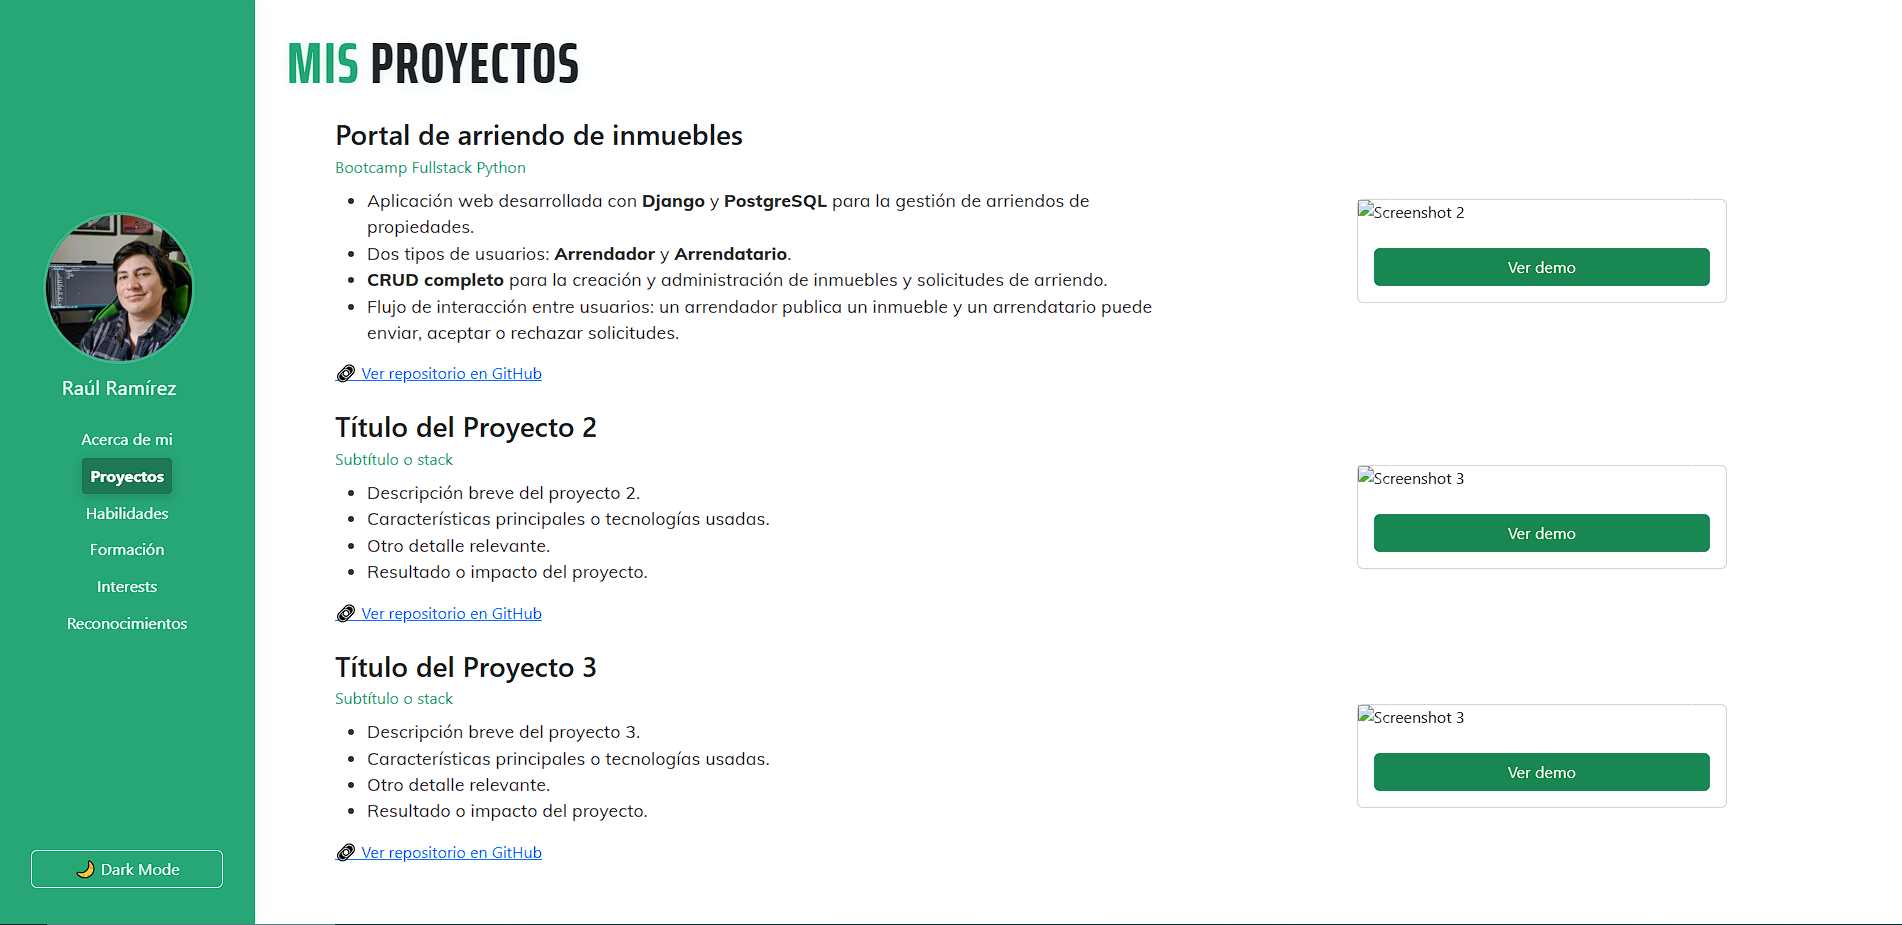 MIS PROYECTOS
Raúl Ramírez
Acerca de mi
Proyectos
Habilidades
Formación
Interests
Reconocimientos
🌙 Dark Mode
Portal de arriendo de inmuebles
Bootcamp Fullstack Python
• Aplicación web desarrollada con Django y PostgreSQL para la gestión de arriendos de
propiedades.
• Dos tipos de usuarios: Arrendador y Arrendatario.
• CRUD completo para la creación y administración de inmuebles y solicitudes de arriendo.
• Flujo de interacción entre usuarios: un arrendador publica un inmueble y un arrendatario puede
enviar, aceptar o rechazar solicitudes.
🔗 Ver repositorio en GitHub
Screenshot 2
Ver demo
Título del Proyecto 2
Subtítulo o stack
• Descripción breve del proyecto 2.
• Características principales o tecnologías usadas.
• Otro detalle relevante.
• Resultado o impacto del proyecto.
🔗 Ver repositorio en GitHub
Screenshot 3
Ver demo
Título del Proyecto 3
Subtítulo o stack
• Descripción breve del proyecto 3.
• Características principales o tecnologías usadas.
• Otro detalle relevante.
• Resultado o impacto del proyecto.
🔗 Ver repositorio en GitHub
Screenshot 3
Ver demo